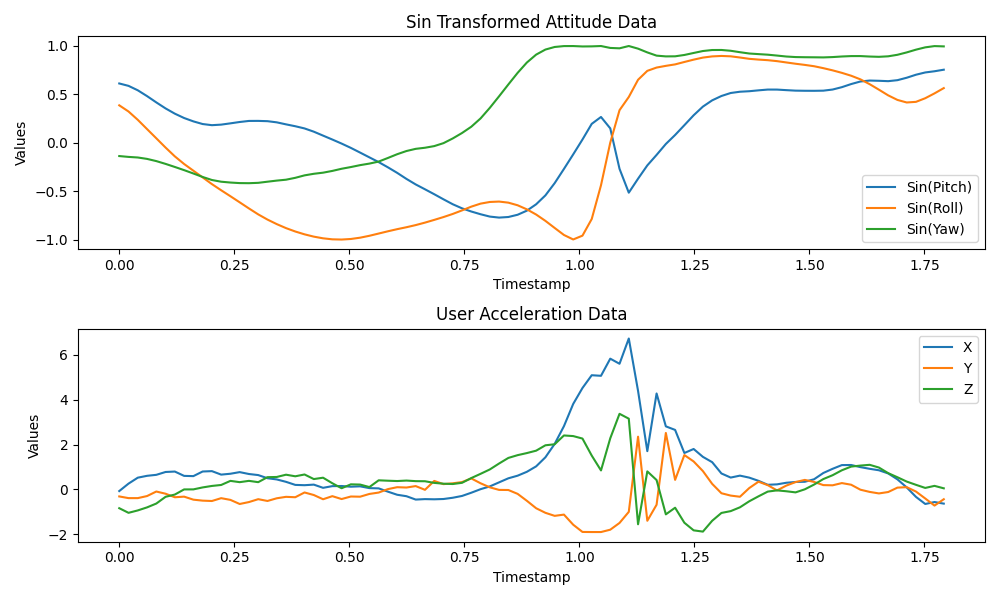 Sin Transformed Attitude Data
1.0
0.5
0.0
−0.5
−1.0
Values
Sin(Pitch)
Sin(Roll)
Sin(Yaw)
0.00 0.25 0.50 0.75 1.00 1.25 1.50 1.75
Timestamp
User Acceleration Data
6
4
2
0
−2
Values
X
Y
Z
0.00 0.25 0.50 0.75 1.00 1.25 1.50 1.75
Timestamp